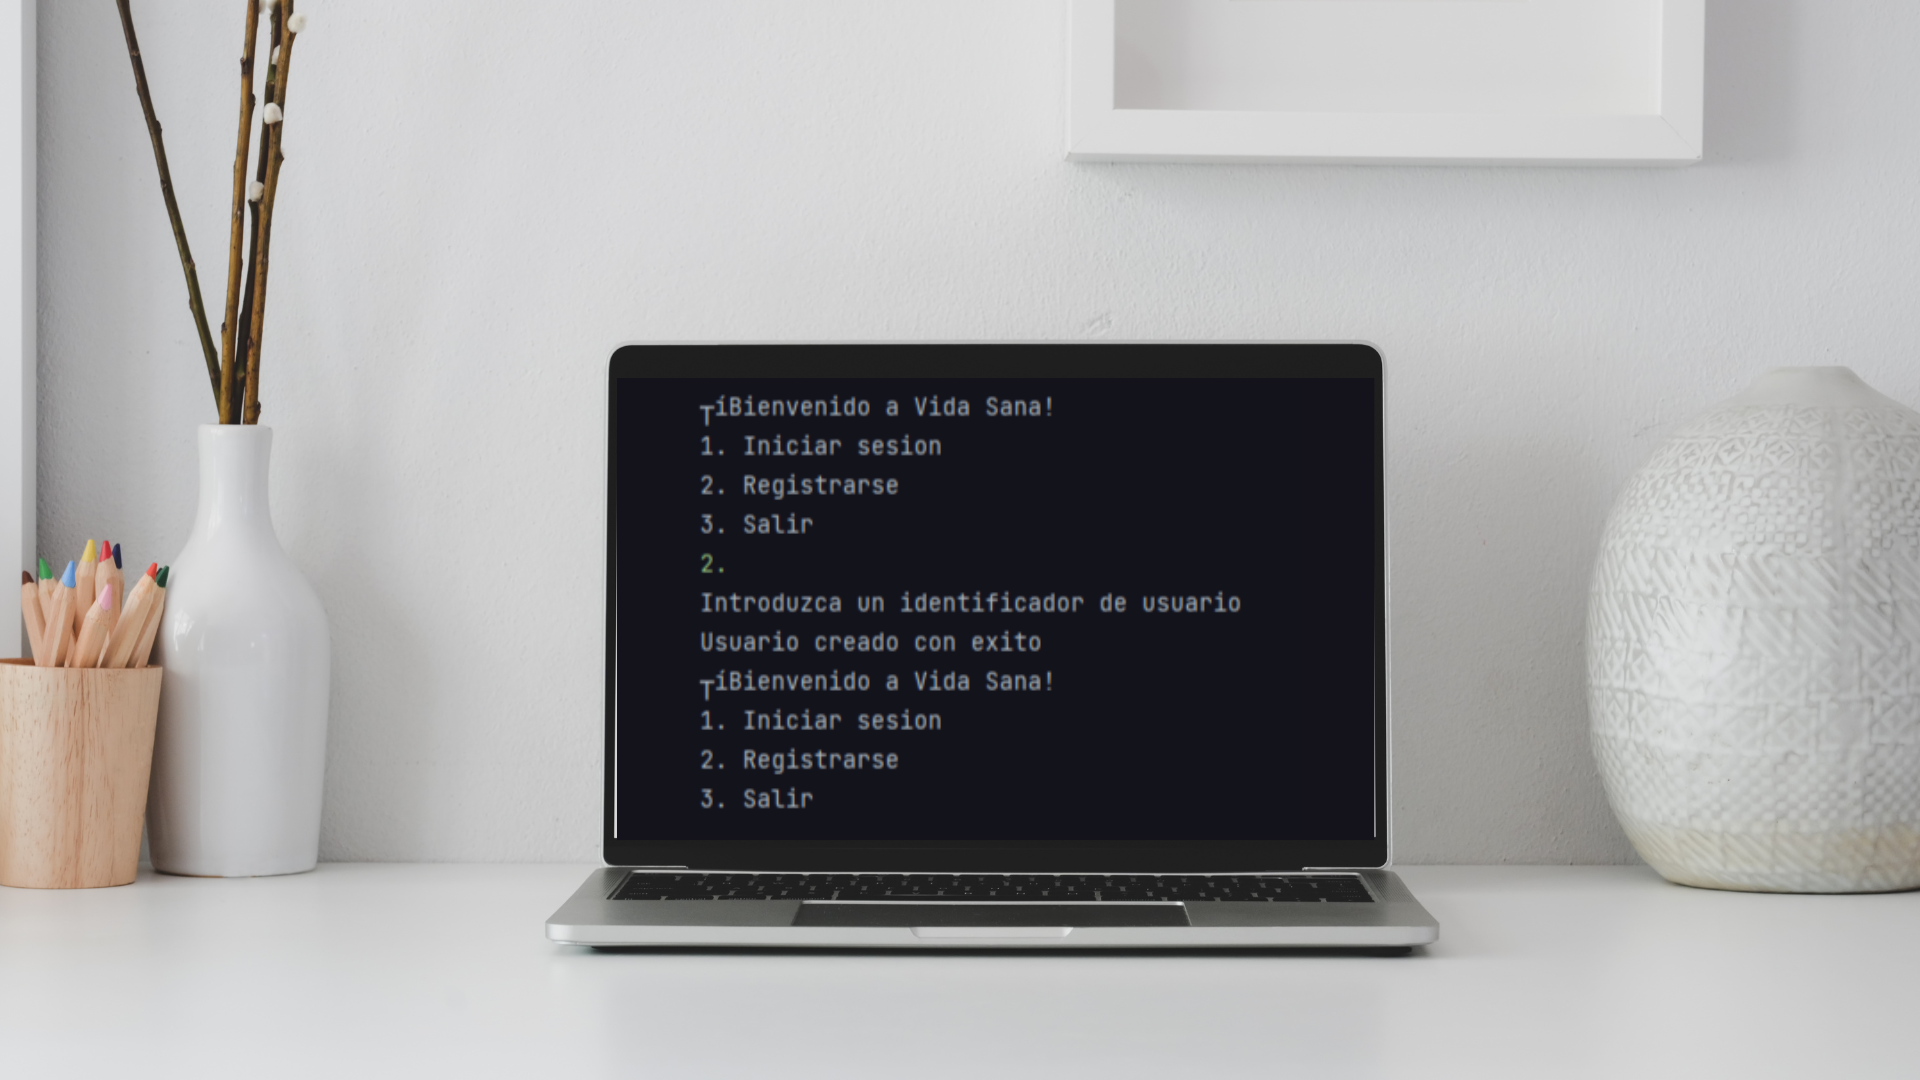 ┬íBienvenido a Vida Sana!
1. Iniciar sesion
2. Registrarse
3. Salir
2.
Introduzca un identificador de usuario
Usuario creado con exito
┬íBienvenido a Vida Sana!
1. Iniciar sesion
2. Registrarse
3. Salir